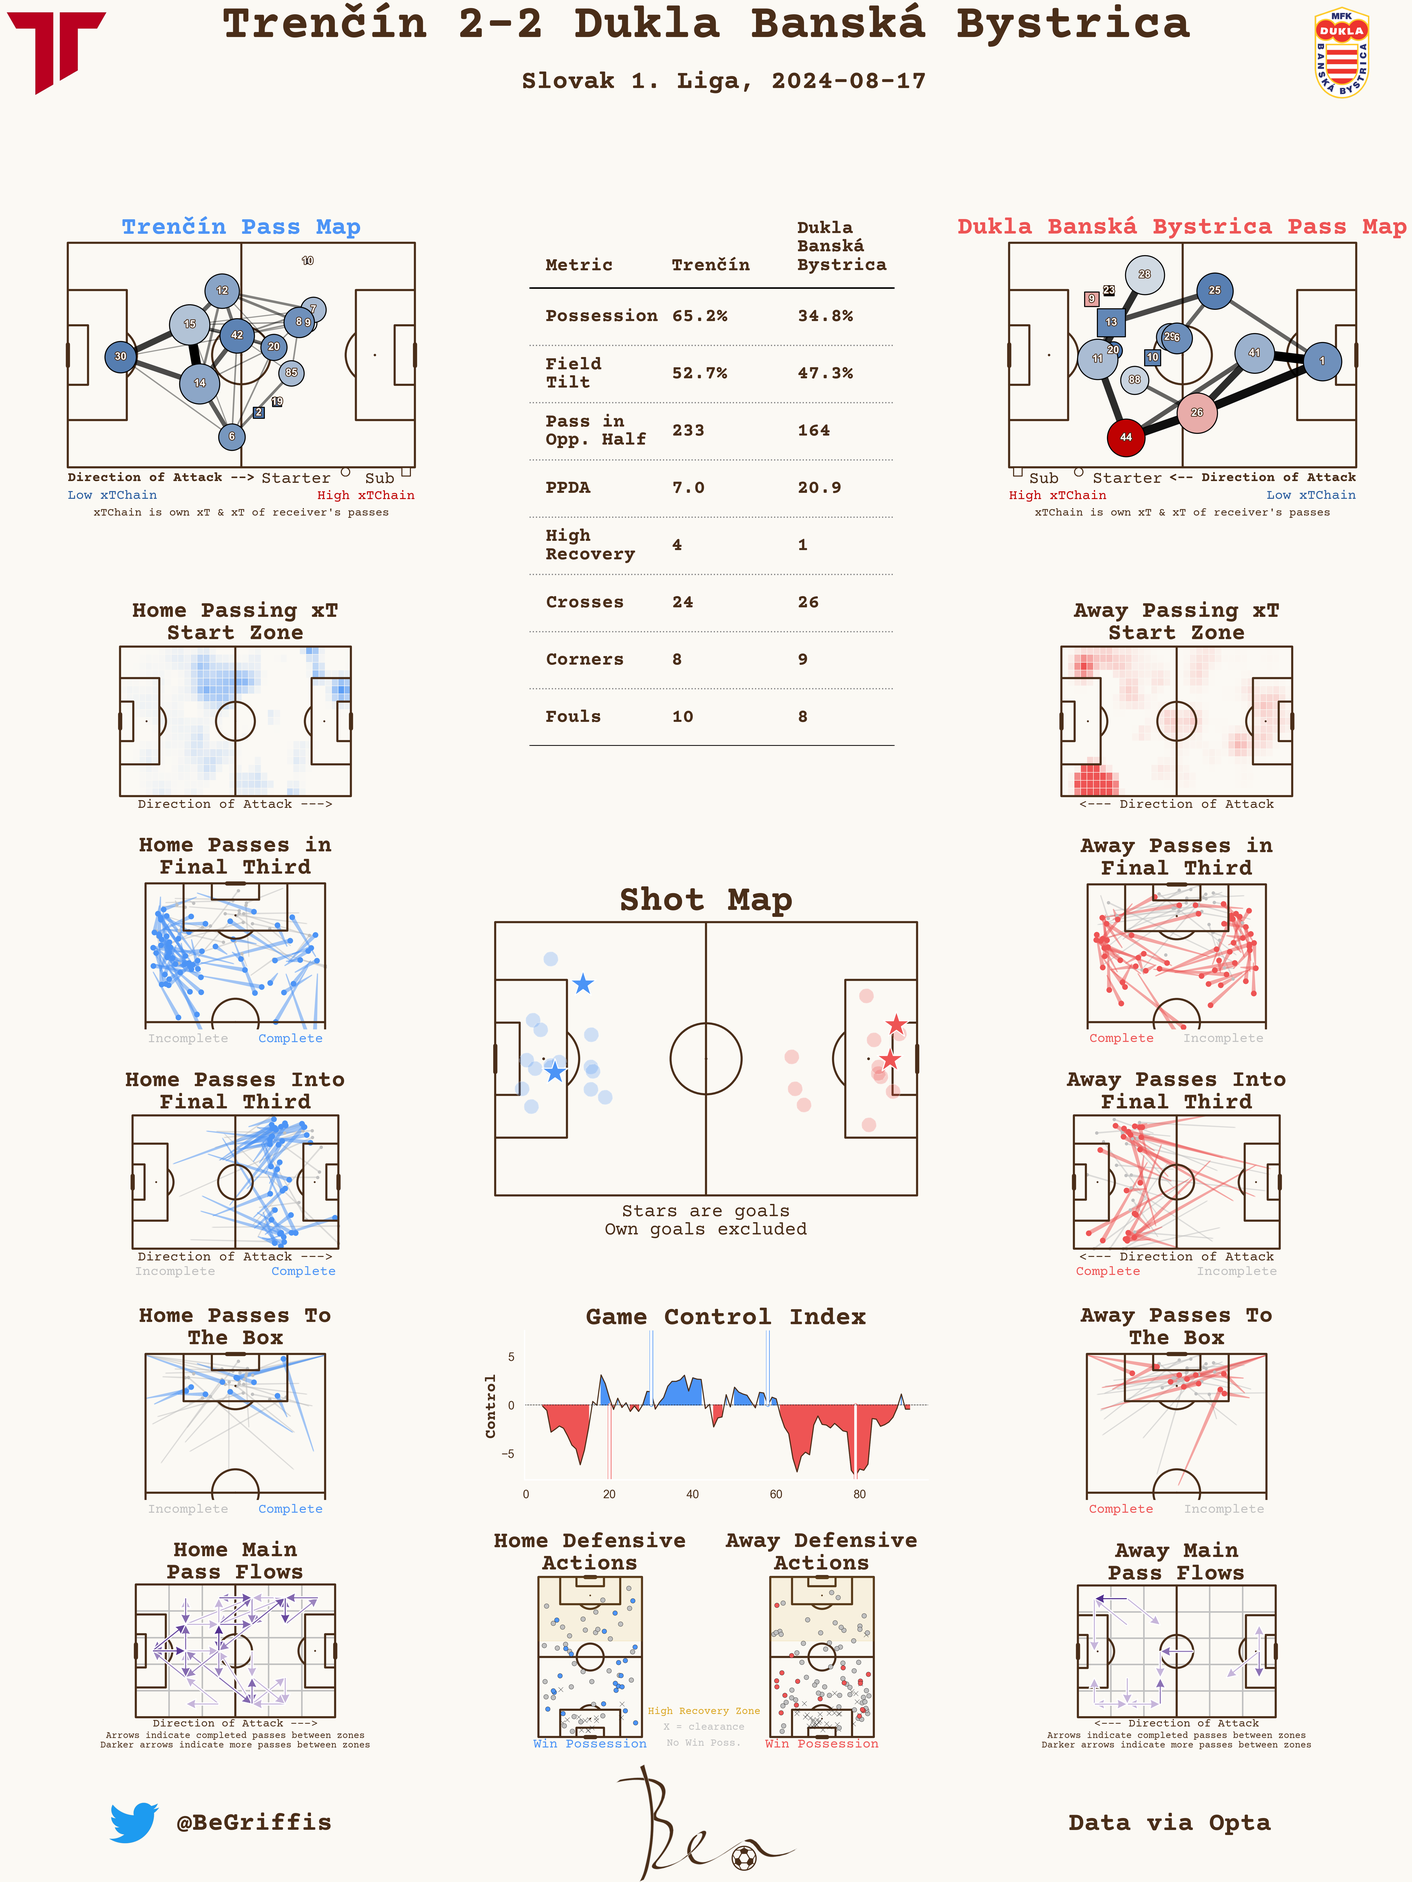 Trenčín 2-2 Dukla Banská Bystrica
Slovak 1. Liga, 2024-08-17
MFK
DUKLA
BANSKÁ BYSTRICA
Trenčín Pass Map
10
12
7
15
8
9
42
30
20
85
14
19
2
6
Direction of Attack --> Starter Sub
Low xTChain High xTChain
xTChain is own xT & xT of receiver's passes
Metric Trenčín Dukla
Banská
Bystrica
Possession 65.2% 34.8%
Field
Tilt 52.7% 47.3%
Pass in
Opp. Half 233 164
PPDA 7.0 20.9
High
Recovery 4 1
Crosses 24 26
Corners 8 9
Fouls 10 8
Dukla Banská Bystrica Pass Map
28
23
9
25
13
29
6
20
11
10
41
1
88
26
44
Sub Starter <-- Direction of Attack
High xTChain Low xTChain
xTChain is own xT & xT of receiver's passes
Home Passing xT
Start Zone
Direction of Attack --->
Away Passing xT
Start Zone
<--- Direction of Attack
Home Passes in
Final Third
Incomplete Complete
Away Passes in
Final Third
Complete Incomplete
Shot Map
Stars are goals
Own goals excluded
Home Passes Into
Final Third
Direction of Attack --->
Incomplete Complete
Away Passes Into
Final Third
<--- Direction of Attack
Complete Incomplete
Home Passes To
The Box
Incomplete Complete
Game Control Index
Control
5
0
−5
0 20 40 60 80
Away Passes To
The Box
Complete Incomplete
Home Main
Pass Flows
Direction of Attack --->
Arrows indicate completed passes between zones
Darker arrows indicate more passes between zones
Home Defensive
Actions
Win Possession
High Recovery Zone
X = clearance
No Win Poss.
Away Defensive
Actions
Win Possession
Away Main
Pass Flows
<--- Direction of Attack
Arrows indicate completed passes between zones
Darker arrows indicate more passes between zones
@BeGriffis
Ben
Data via Opta